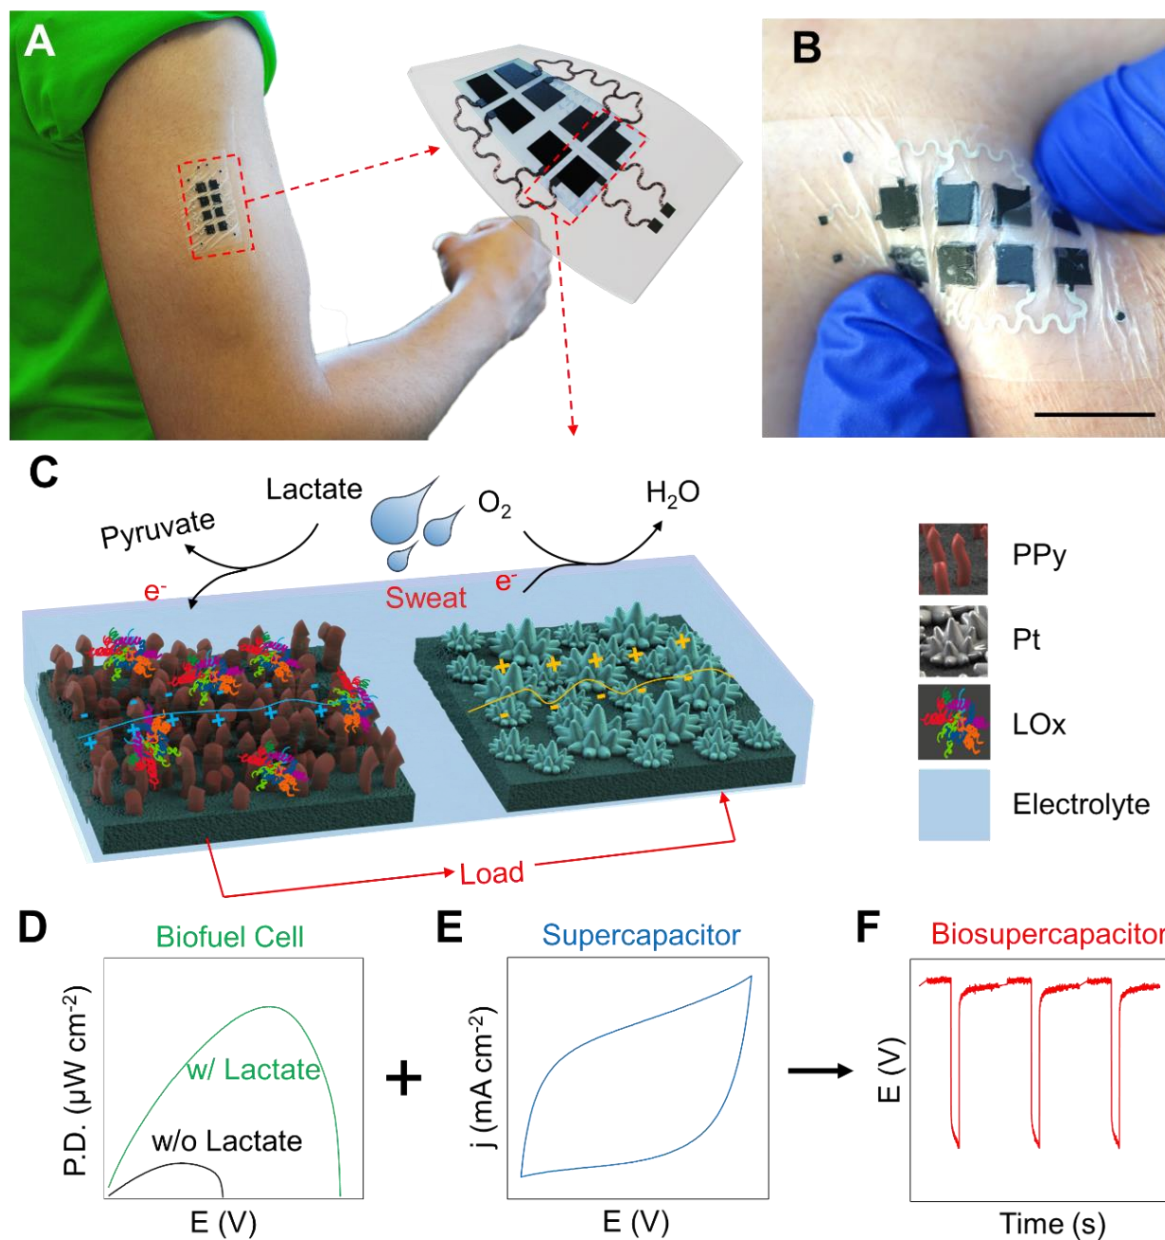 A
B
C
Lactate
O₂
H₂O
Pyruvate
e⁻
Sweat
e⁻
PPy
Pt
LOx
Electrolyte
Load
D
Biofuel Cell
P.D. (μW cm⁻²)
w/ Lactate
w/o Lactate
E (V)
+
E
Supercapacitor
j (mA cm⁻²)
E (V)
F
Biosupercapacitor
E (V)
Time (s)